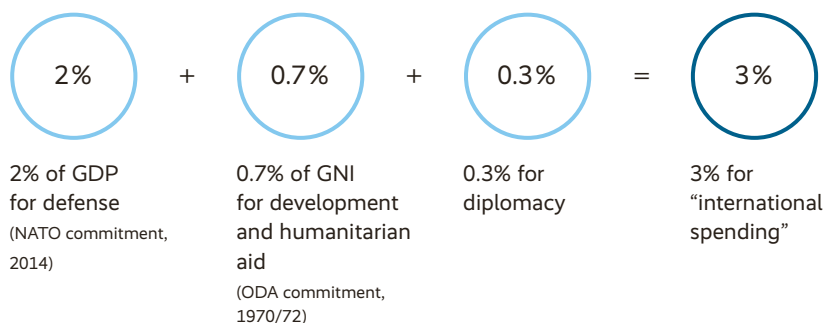 2% + 0.7% + 0.3% = 3%
2% of GDP
for defense
(NATO commitment,
2014)
0.7% of GNI
for development
and humanitarian
aid
(ODA commitment,
1970/72)
0.3% for
diplomacy
3% for
“international
spending”